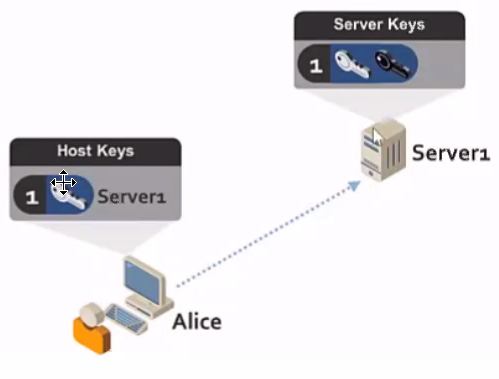 Server Keys
1
Server1
Host Keys
1 Server1
Alice